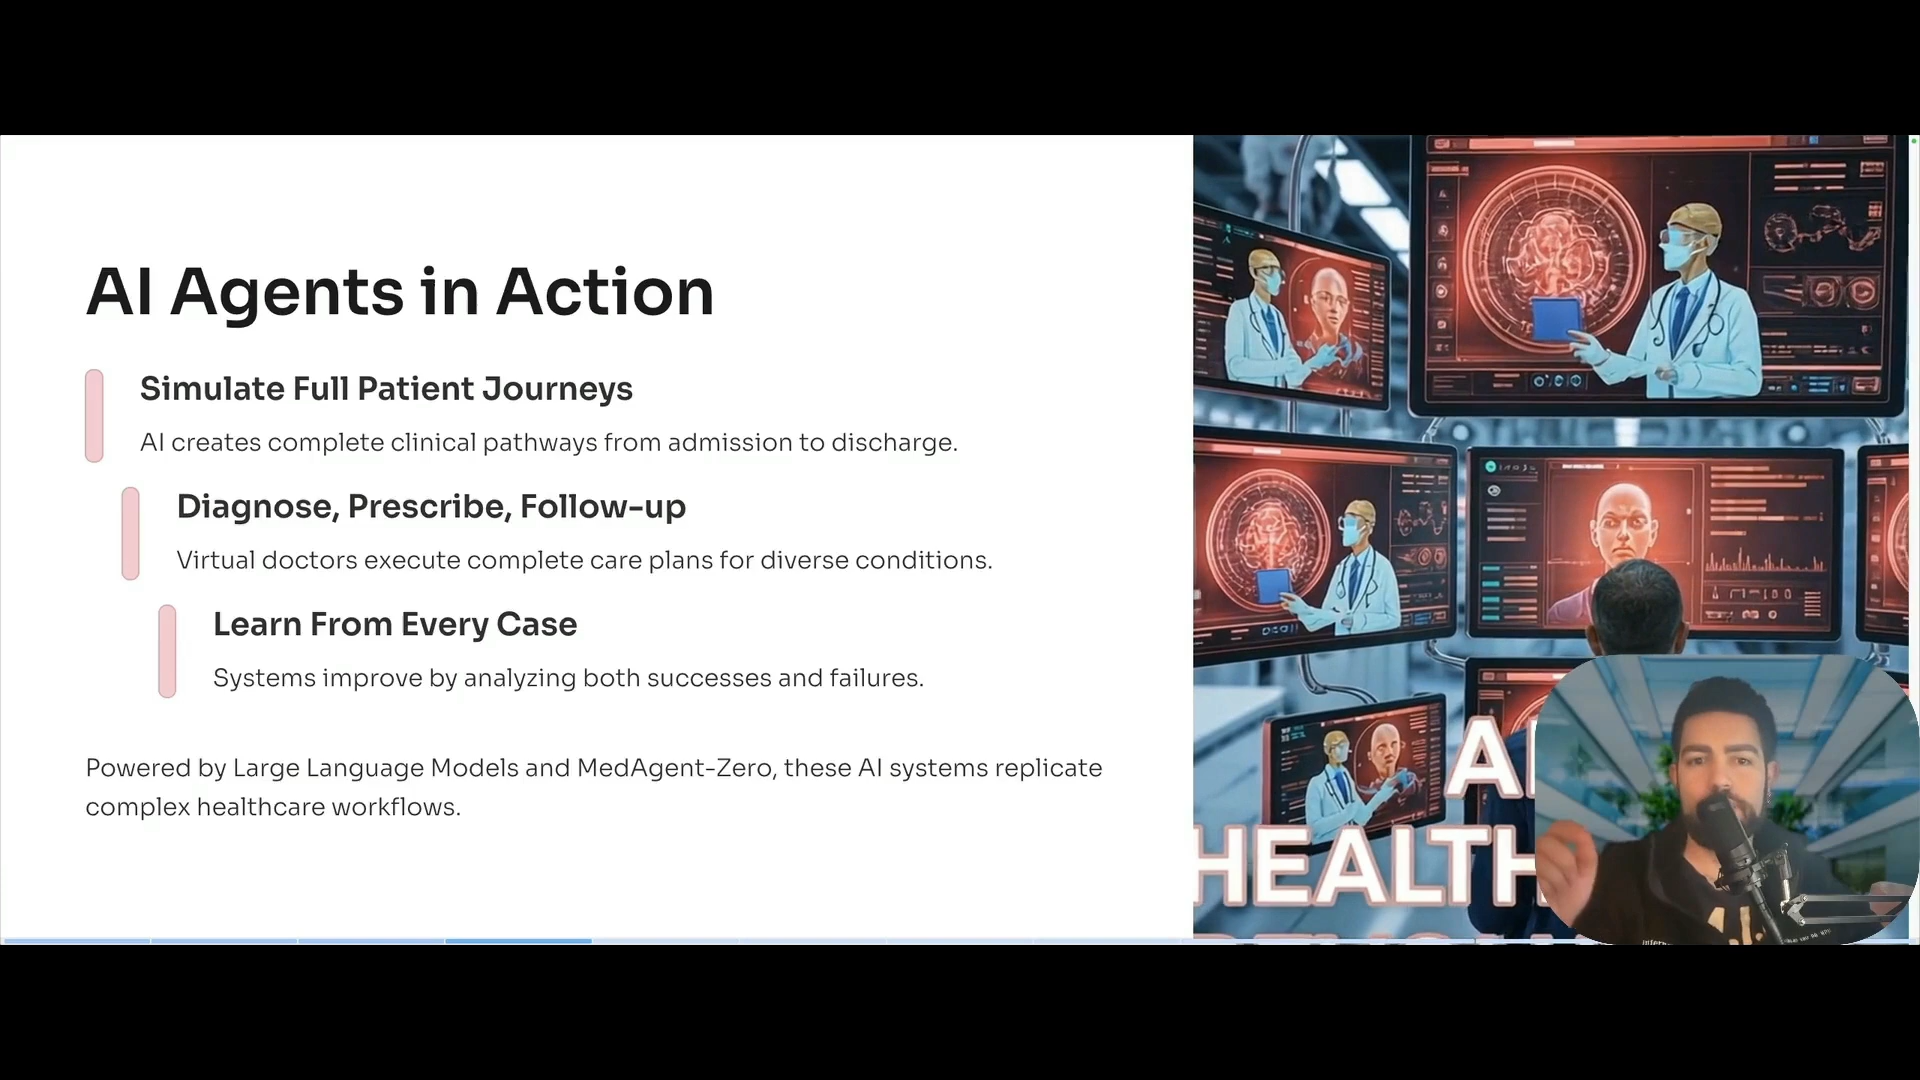 AI Agents in Action
Simulate Full Patient Journeys
AI creates complete clinical pathways from admission to discharge.
Diagnose, Prescribe, Follow-up
Virtual doctors execute complete care plans for diverse conditions.
Learn From Every Case
Systems improve by analyzing both successes and failures.
Powered by Large Language Models and MedAgent-Zero, these AI systems replicate
complex healthcare workflows.
HEALTH